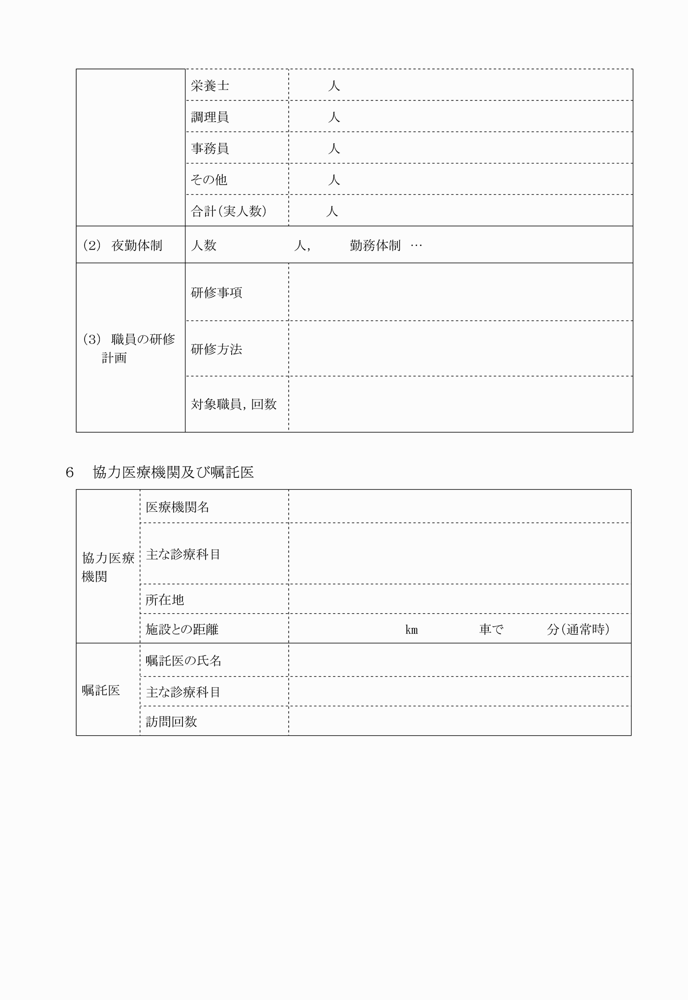 栄養士 人
調理員 人
事務員 人
その他 人
合計（実人数） 人
（２） 夜勤体制 人数 人， 勤務体制 …
研修事項
（３） 職員の研修
計画
研修方法
対象職員，回数
６ 協力医療機関及び嘱託医
医療機関名
主な診療科目
協力医療
機関
所在地
施設との距離 km 車で 分（通常時）
嘱託医の氏名
嘱託医
主な診療科目
訪問回数